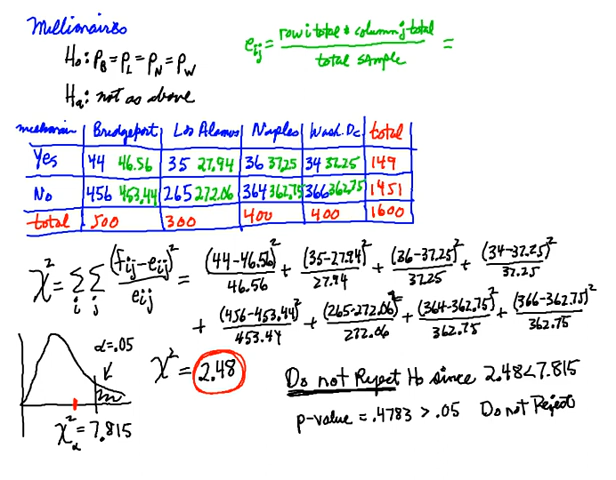 Millionaires
H₀: P_B = P_L = P_N = P_W
Hₐ: not as above
e_ij = row i total * column j total / total sample =
millionair | Bridgeport | Los Alamos | Naples | Wash. DC | total
Yes | 44 46.56 | 35 27.94 | 36 37.25 | 34 37.25 | 149
No | 456 453.44 | 265 272.06 | 364 362.75 | 366 362.75 | 1451
total | 500 | 300 | 400 | 400 | 1600
χ² = Σ_i Σ_j (f_ij - e_ij)² / e_ij = (44-46.56)² / 46.56 + (35-27.94)² / 27.94 + (36-37.25)² / 37.25 + (34-37.25)² / 37.25
+ (456-453.44)² / 453.44 + (265-272.06)² / 272.06 + (364-362.75)² / 362.75 + (366-362.75)² / 362.75
α=.05
χ² = 2.48
Do not Reject H₀ since 2.48<7.815
p-value = .4783 > .05 Do not Reject
χ²_α = 7.815